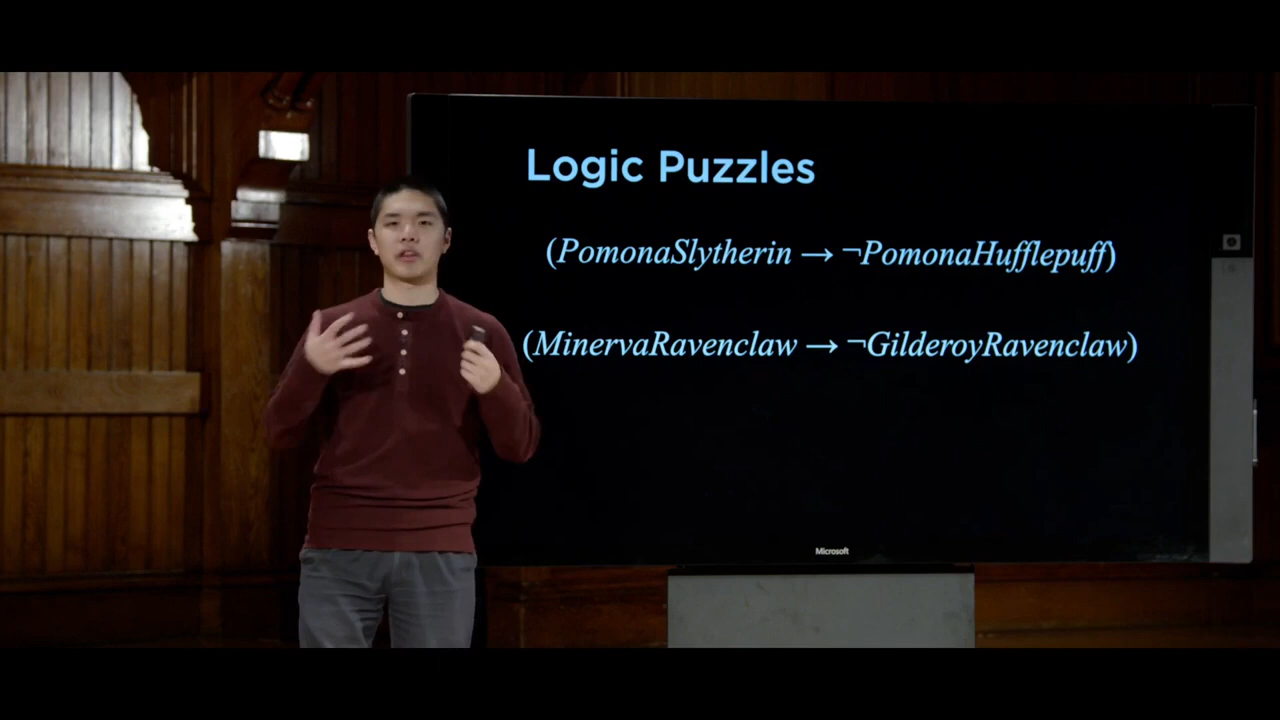 Logic Puzzles
(PomonaSlytherin → ¬PomonaHufflepuff)
(MinervaRavenclaw → ¬GilderoyRavenclaw)
Microsoft